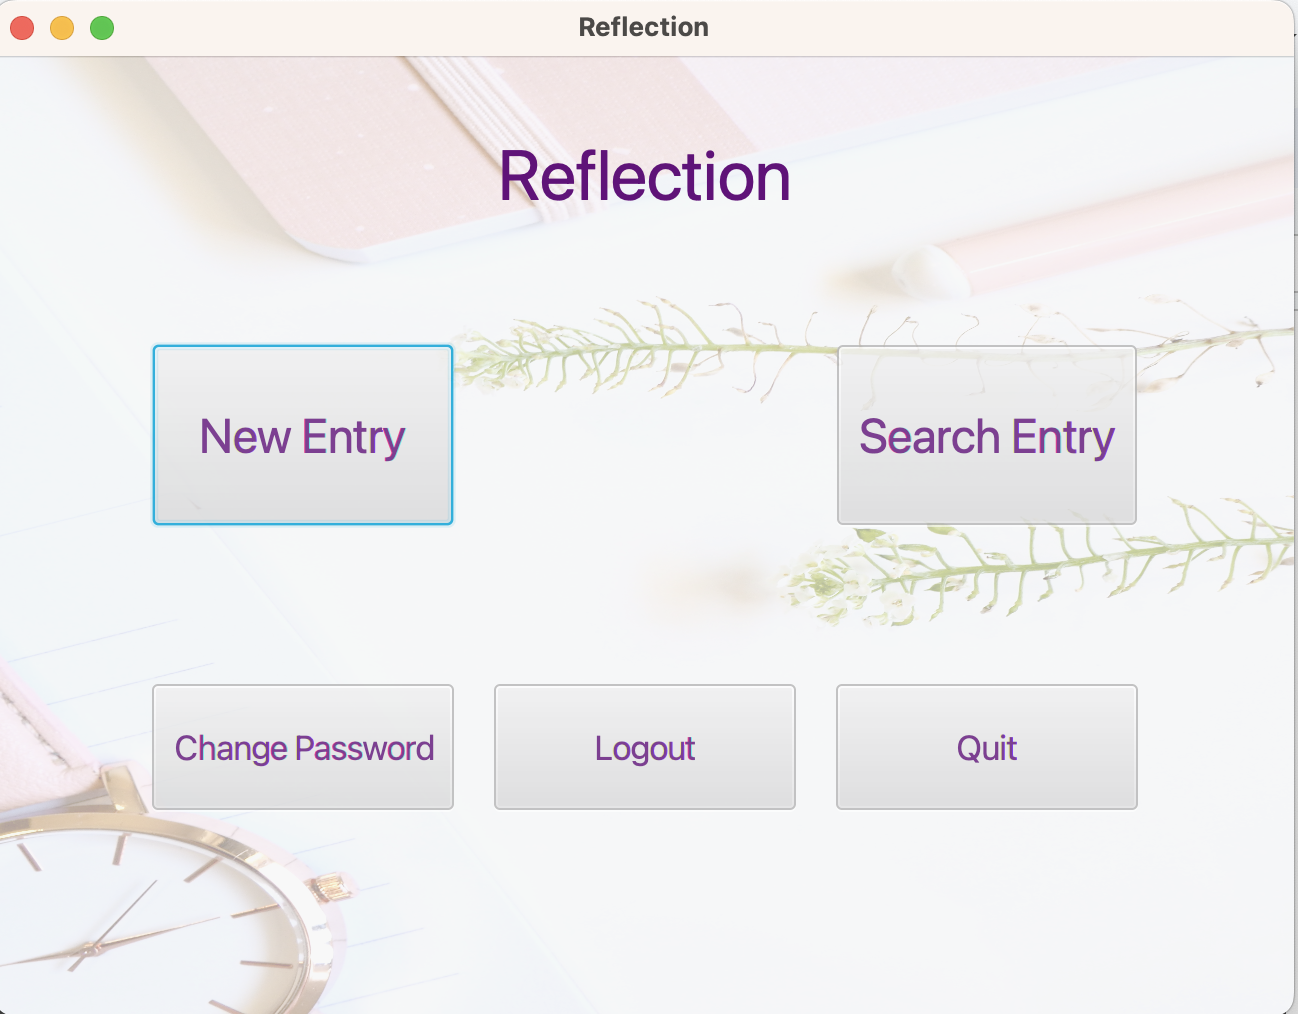 Reflection
Reflection
New Entry
Search Entry
Change Password
Logout
Quit